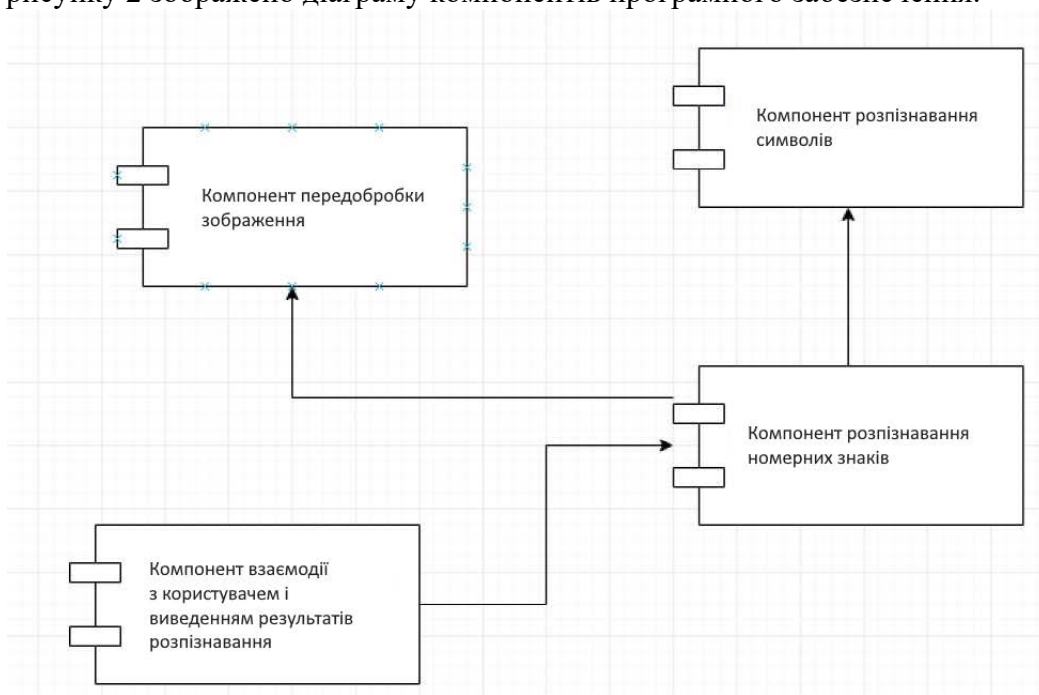 рисунку 2 зображено діаграму компонентів програмного забезпечення.
Компонент розпізнавання
символів
Компонент передобробки
зображення
Компонент розпізнавання
номерних знаків
Компонент взаємодії
з користувачем і
виведенням результатів
розпізнавання